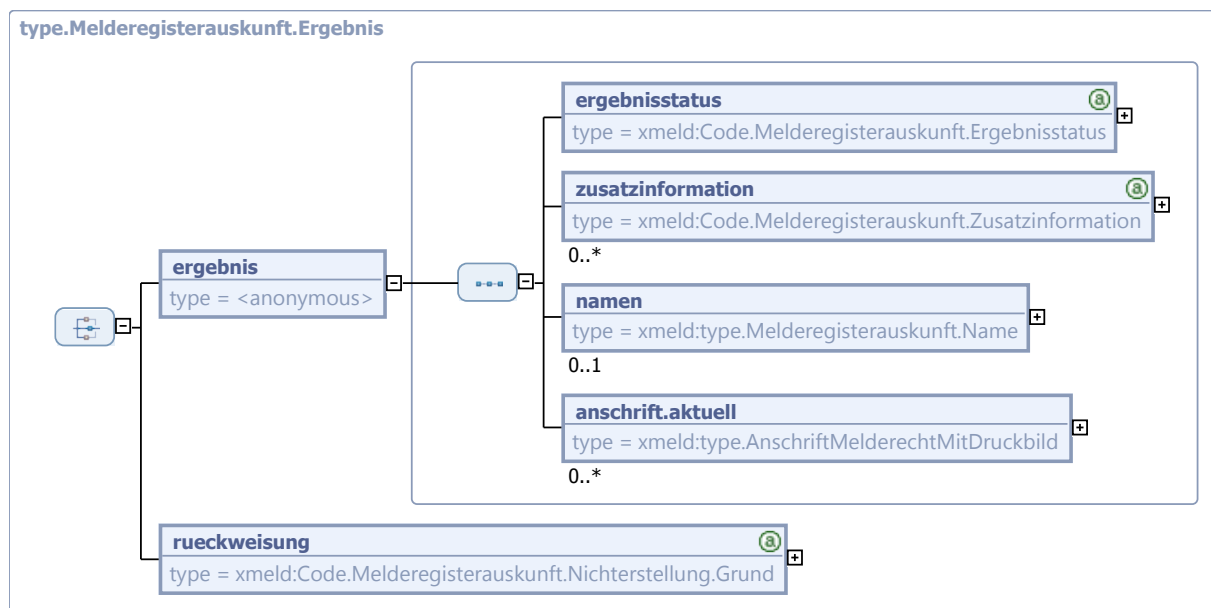 type.Melderegisterauskunft.Ergebnis
ergebnisstatus
type = xmeld:Code.Melderegisterauskunft.Ergebnisstatus
zusatzinformation
type = xmeld:Code.Melderegisterauskunft.Zusatzinformation
0..*
ergebnis
type = <anonymous>
namen
type = xmeld:type.Melderegisterauskunft.Name
0..1
anschrift.aktuell
type = xmeld:type.AnschriftMelderechtMitDruckbild
0..*
rueckweisung
type = xmeld:Code.Melderegisterauskunft.Nichterstellung.Grund